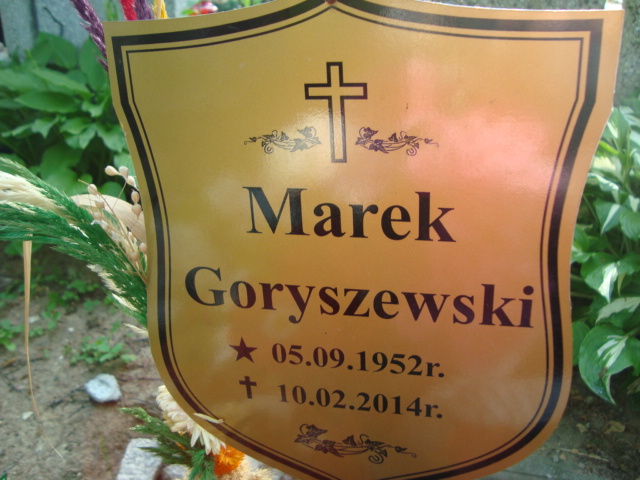 Marek
Goryszewski
★ 05.09.1952r.
✝ 10.02.2014r.